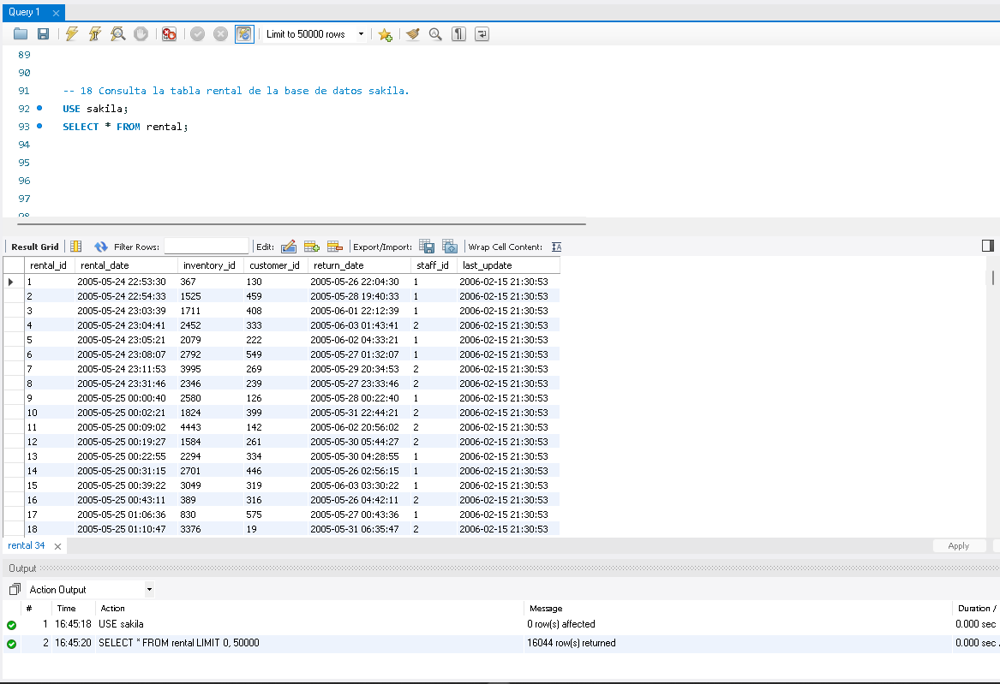 Query 1
Limit to 50000 rows
89
90
91 -- 18 Consulta la tabla rental de la base de datos sakila.
92 USE sakila;
93 SELECT * FROM rental;
94
95
96
97
98
Result Grid Filter Rows: Edit: Export/Import: Wrap Cell Content:
rental_id rental_date inventory_id customer_id return_date staff_id last_update
1 2005-05-24 22:53:30 367 130 2005-05-26 22:04:30 1 2006-02-15 21:30:53
2 2005-05-24 22:54:33 1525 459 2005-05-28 19:40:33 1 2006-02-15 21:30:53
3 2005-05-24 23:03:39 1711 408 2005-06-01 22:12:39 1 2006-02-15 21:30:53
4 2005-05-24 23:04:41 2452 333 2005-06-03 01:43:41 2 2006-02-15 21:30:53
5 2005-05-24 23:05:21 2079 222 2005-06-02 04:33:21 1 2006-02-15 21:30:53
6 2005-05-24 23:08:07 2792 549 2005-05-27 01:32:07 1 2006-02-15 21:30:53
7 2005-05-24 23:11:53 3995 269 2005-05-29 20:34:53 2 2006-02-15 21:30:53
8 2005-05-24 23:31:46 2346 239 2005-05-27 23:33:46 2 2006-02-15 21:30:53
9 2005-05-25 00:00:40 2580 126 2005-05-28 00:22:40 1 2006-02-15 21:30:53
10 2005-05-25 00:02:21 1824 399 2005-05-31 22:44:21 2 2006-02-15 21:30:53
11 2005-05-25 00:09:02 4443 142 2005-06-02 20:56:02 2 2006-02-15 21:30:53
12 2005-05-25 00:19:27 1584 261 2005-05-30 05:44:27 2 2006-02-15 21:30:53
13 2005-05-25 00:22:55 2294 334 2005-05-30 04:28:55 1 2006-02-15 21:30:53
14 2005-05-25 00:31:15 2701 446 2005-05-26 02:56:15 1 2006-02-15 21:30:53
15 2005-05-25 00:39:22 3049 319 2005-06-03 03:30:22 1 2006-02-15 21:30:53
16 2005-05-25 00:43:11 389 316 2005-05-26 04:42:11 2 2006-02-15 21:30:53
17 2005-05-25 01:06:36 830 575 2005-05-27 00:43:36 1 2006-02-15 21:30:53
18 2005-05-25 01:10:47 3376 19 2005-05-31 06:35:47 2 2006-02-15 21:30:53
rental 34 Apply
Output
Action Output
# Time Action Message Duration /
1 16:45:18 USE sakila 0 row(s) affected 0.000 sec
2 16:45:20 SELECT * FROM rental LIMIT 0, 50000 16044 row(s) returned 0.000 sec